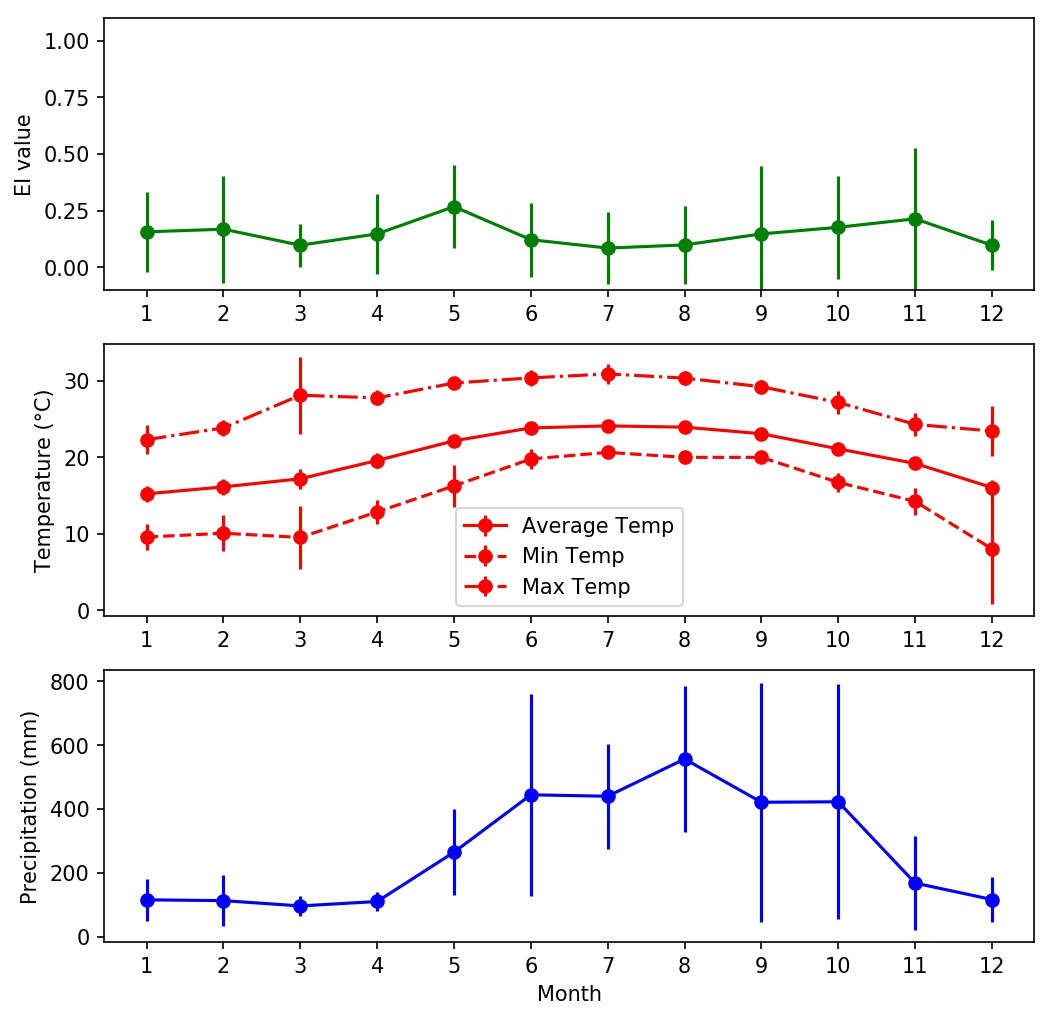 EI value
1.00
0.75
0.50
0.25
0.00
1 2 3 4 5 6 7 8 9 10 11 12
Temperature (°C)
30
20
10
0
Average Temp
Min Temp
Max Temp
1 2 3 4 5 6 7 8 9 10 11 12
Precipitation (mm)
800
600
400
200
0
1 2 3 4 5 6 7 8 9 10 11 12
Month